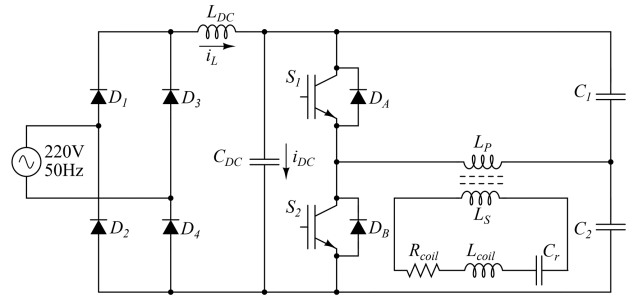 L_DC
i_L
S_1
D_1
D_3
D_A
C_1
220V
50Hz
C_DC
i_DC
L_P
S_2
L_S
D_2
D_4
D_B
C_2
R_coil
L_coil
C_r